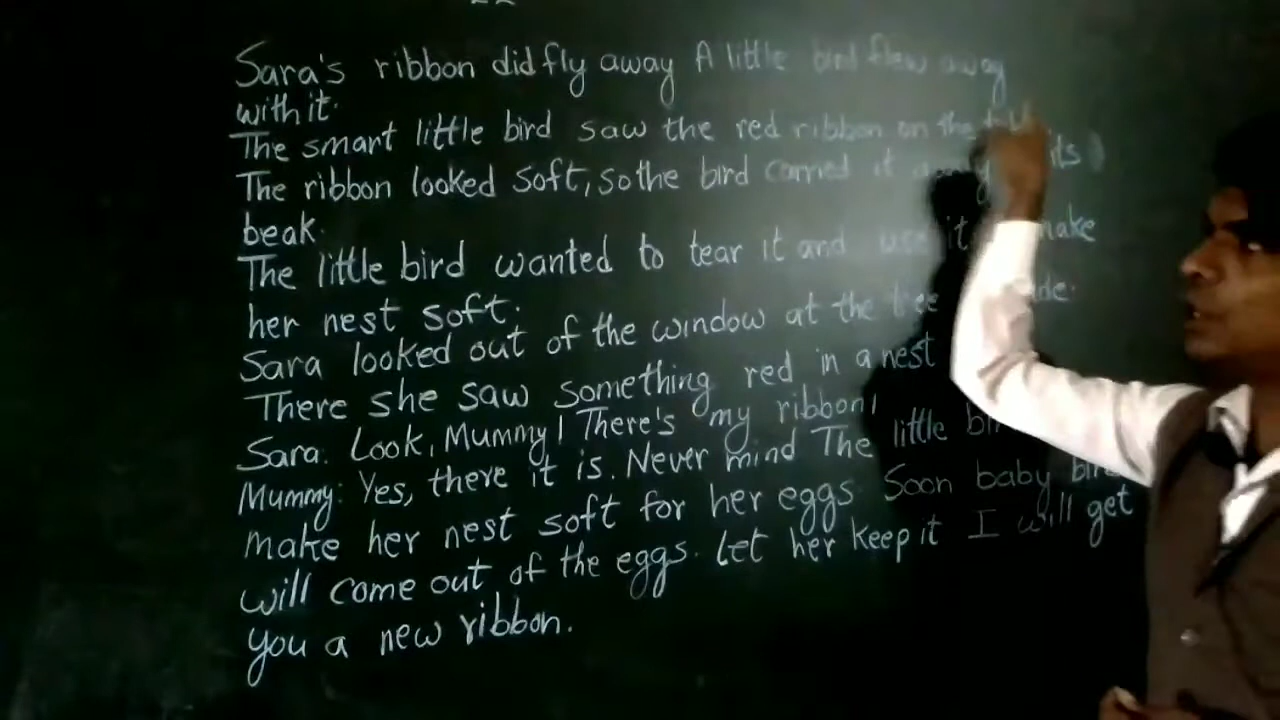 Sara's ribbon did fly away A little bird flew away
with it.
The smart little bird saw the red ribbon on the
The ribbon looked soft, so the bird carried it away its
beak.
The little bird wanted to tear it and use it make
her nest soft.
Sara looked out of the window at the tree
There she saw something red in a nest
Sara: Look, Mummy! There's my ribbon!
Mummy: Yes, there it is. Never mind The little
make her nest soft for her eggs. Soon baby
will come out of the eggs. Let her keep it I will get
you a new ribbon.